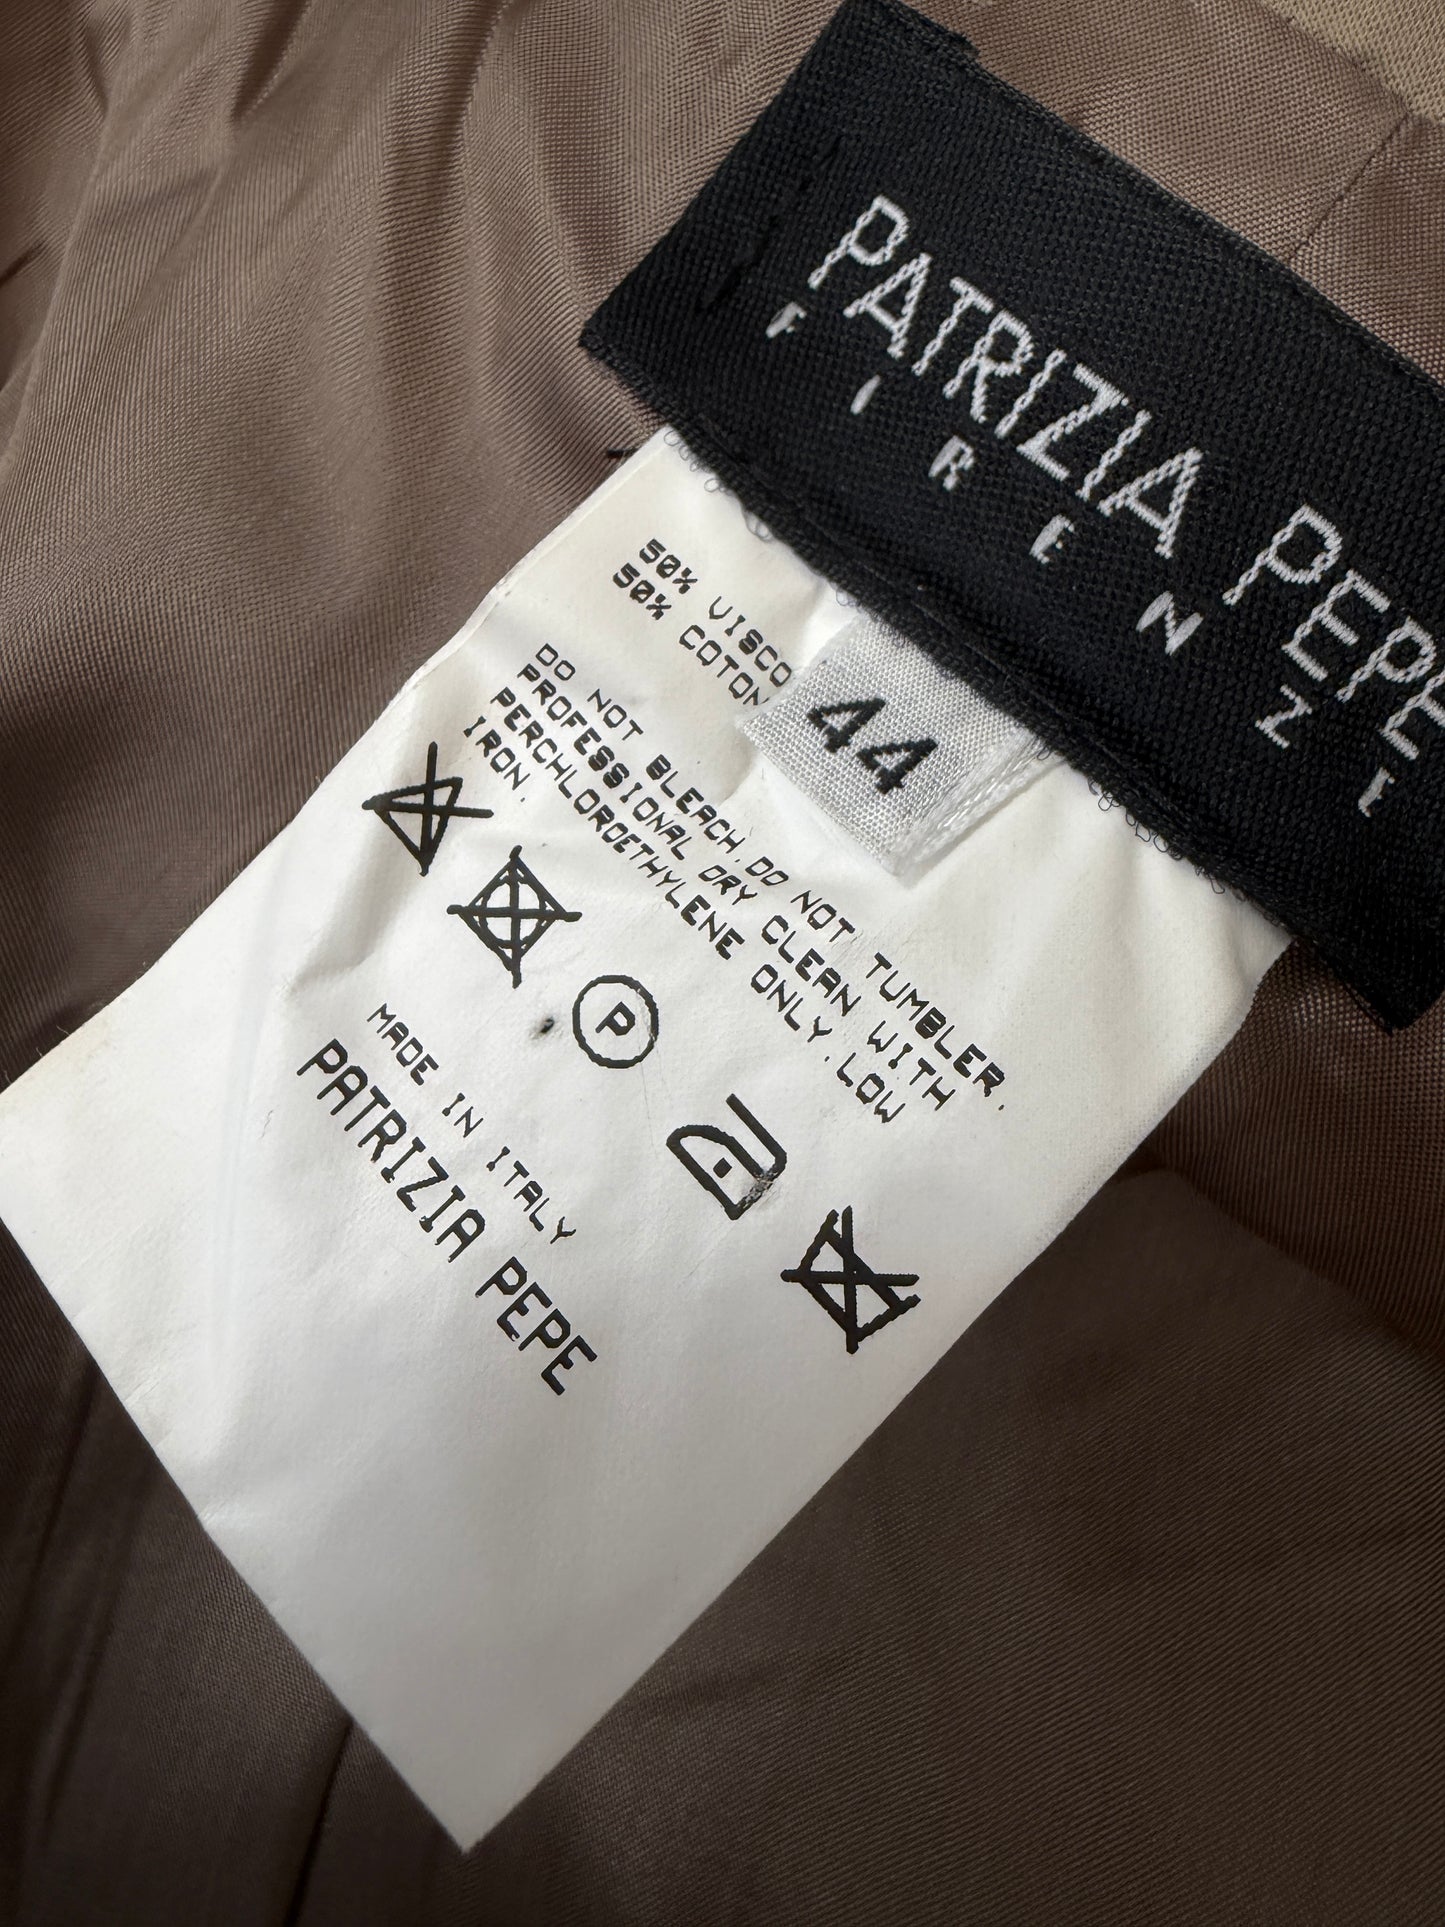 PATRIZIA PEPE
FIRENZE
44
50% VISCO
50% COTON
DO NOT BLEACH.DO NOT TUMBLER.
PROFESSIONAL DRY CLEAN WITH
PERCHLOROETHYLENE ONLY.LOW
IRON.
P
MADE IN ITALY
PATRIZIA PEPE